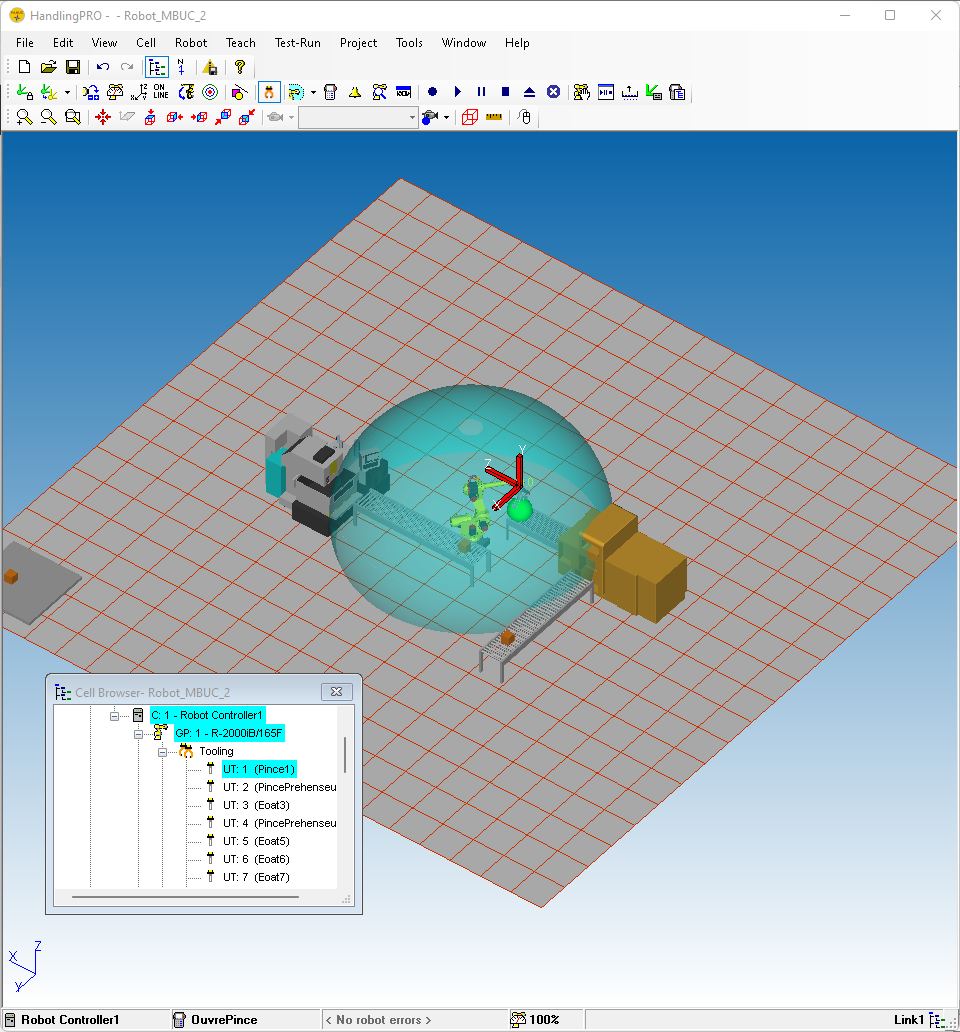 HandlingPRO - - Robot_MBUC_2
File Edit View Cell Robot Teach Test-Run Project Tools Window Help
ON
LINE
Y
Z
X
Cell Browser- Robot_MBUC_2
C: 1 - Robot Controller1
GP: 1 - R-2000iB/165F
Tooling
UT: 1 (Pince1)
UT: 2 (PincePrehenseu
UT: 3 (Eoat3)
UT: 4 (PincePrehenseu
UT: 5 (Eoat5)
UT: 6 (Eoat6)
UT: 7 (Eoat7)
Z
X
Y
Robot Controller1 OuvrePince < No robot errors > 100% Link1